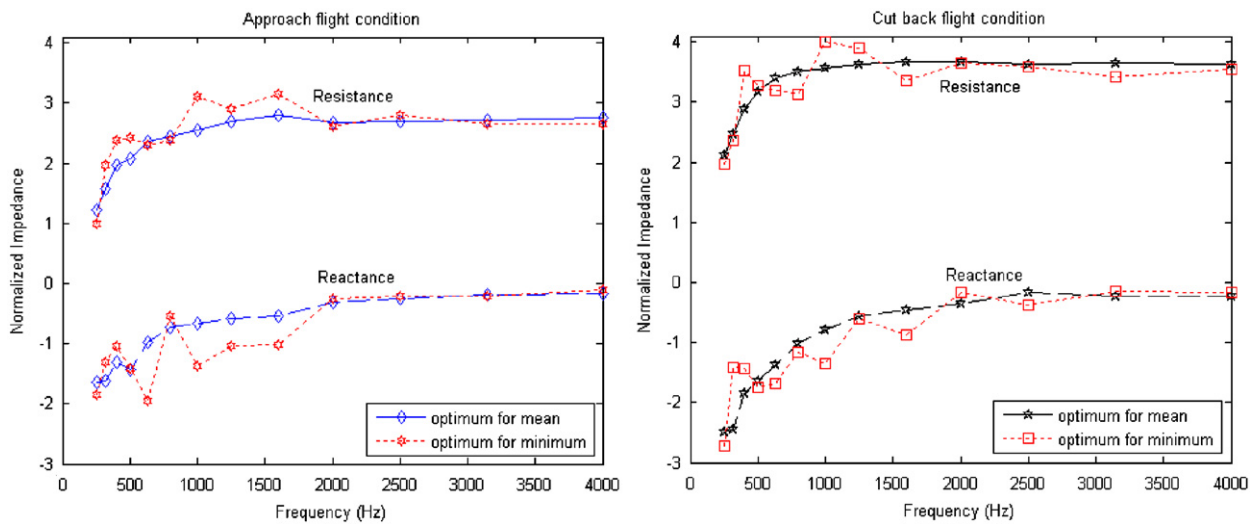 Approach flight condition
4
3
2
1
0
-1
-2
-3
Normalized Impedance
Resistance
Reactance
optimum for mean
optimum for minimum
0 500 1000 1500 2000 2500 3000 3500 4000
Frequency (Hz)
Cut back flight condition
4
3
2
1
0
-1
-2
-3
Normalized Impedance
Resistance
Reactance
optimum for mean
optimum for minimum
0 500 1000 1500 2000 2500 3000 3500 4000
Frequency (Hz)